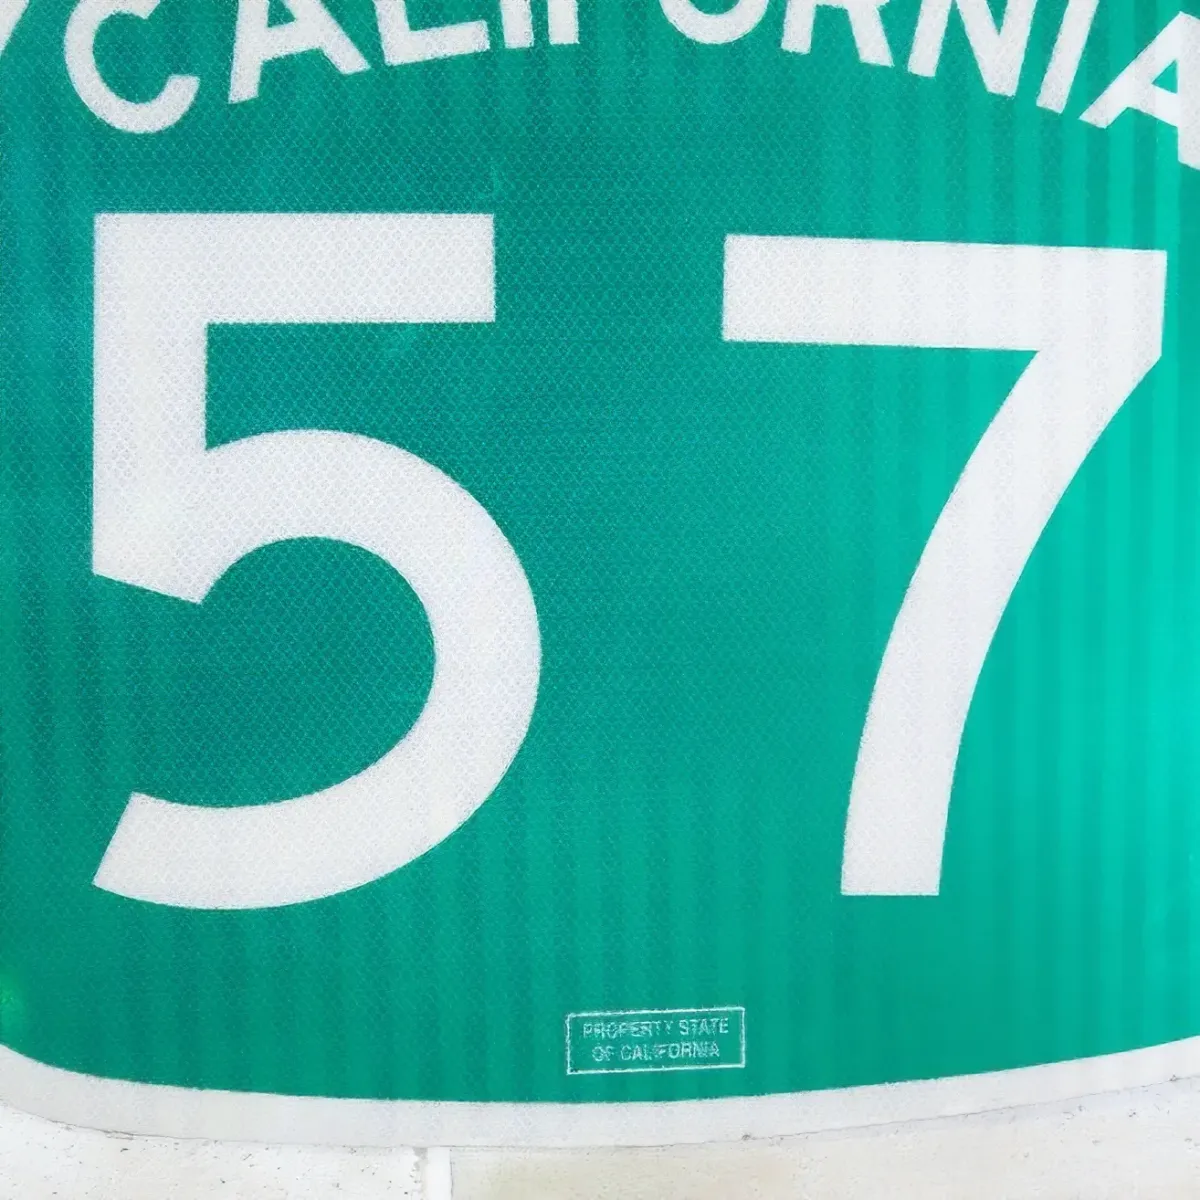 CALIFORNIA
57
PROPERTY STATE
OF CALIFORNIA